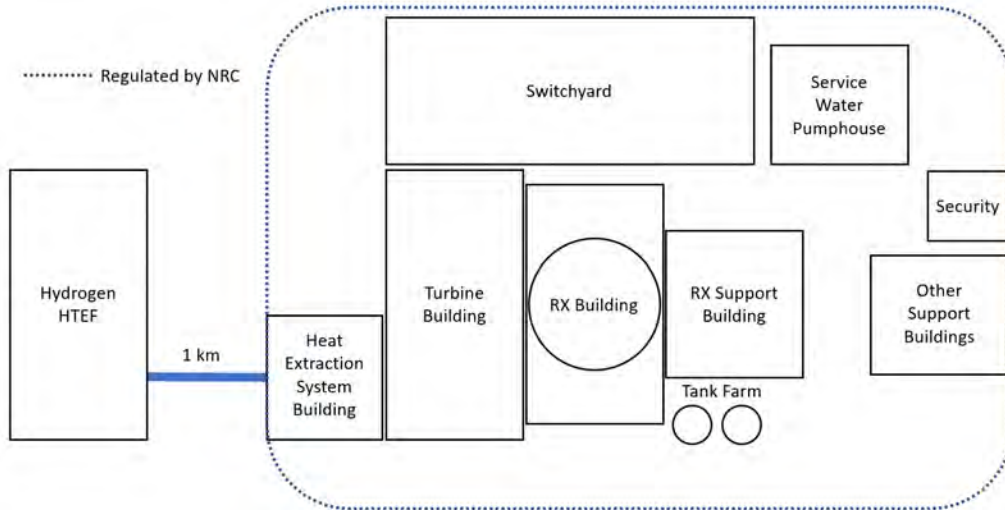 Regulated by NRC
Switchyard
Service
Water
Pumphouse
Security
Hydrogen
HTEF
1 km
Heat
Extraction
System
Building
Turbine
Building
RX Building
RX Support
Building
Tank Farm
Other
Support
Buildings